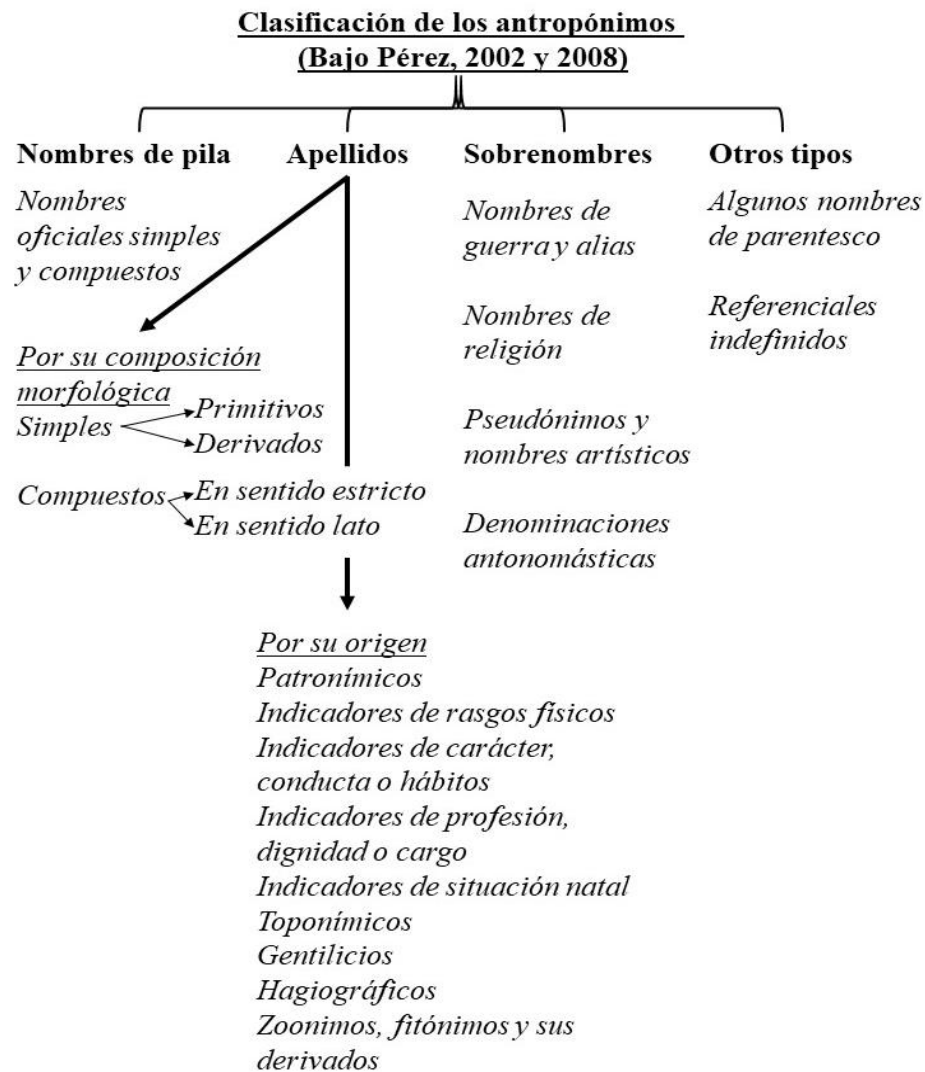 Clasificación de los antropónimos
(Bajo Pérez, 2002 y 2008)
Nombres de pila
Apellidos
Sobrenombres
Otros tipos
Nombres
oficiales simples
y compuestos
Por su composición
morfológica
Simples
Primitivos
Derivados
Compuestos
En sentido estricto
En sentido lato
Por su origen
Patronímicos
Indicadores de rasgos físicos
Indicadores de carácter,
conducta o hábitos
Indicadores de profesión,
dignidad o cargo
Indicadores de situación natal
Toponímicos
Gentilicios
Hagiográficos
Zoonimos, fitónimos y sus
derivados
Nombres de
guerra y alias
Nombres de
religión
Pseudónimos y
nombres artísticos
Denominaciones
antonomásticas
Algunos nombres
de parentesco
Referenciales
indefinidos